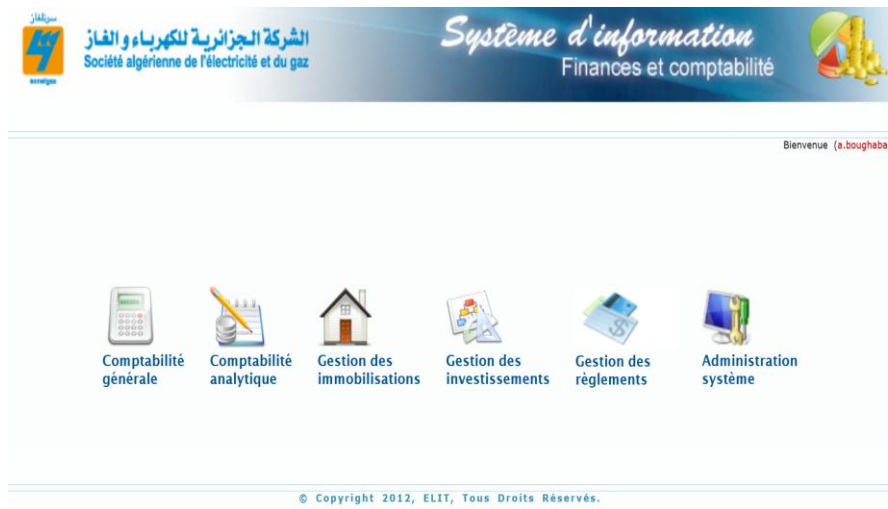 سونلغاز
sonelgaz
الشركة الجزائرية للكهرباء و الغاز
Société algérienne de l'électricité et du gaz
Système d'information
Finances et comptabilité
Bienvenue (a.boughaba
Comptabilité générale
Comptabilité analytique
Gestion des immobilisations
Gestion des investissements
Gestion des règlements
Administration système
© Copyright 2012, ELIT, Tous Droits Réservés.